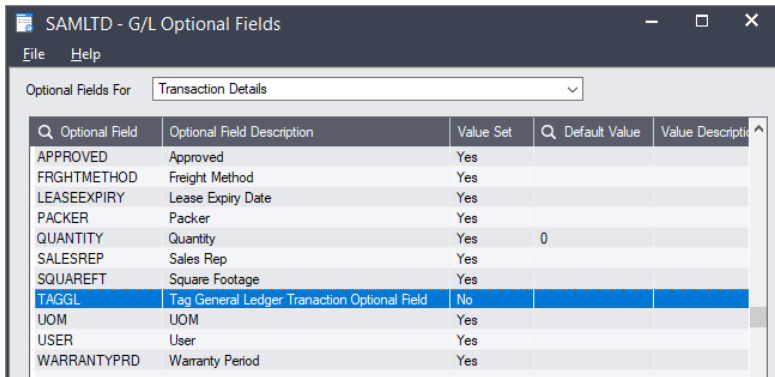 SAMLTD - G/L Optional Fields
File Help
Optional Fields For Transaction Details
Optional Field Optional Field Description Value Set Default Value Value Descriptio
APPROVED Approved Yes
FRGHTMETHOD Freight Method Yes
LEASEEXPIRY Lease Expiry Date Yes
PACKER Packer Yes
QUANTITY Quantity Yes 0
SALESREP Sales Rep Yes
SQUAREFT Square Footage Yes
TAGGL Tag General Ledger Tranaction Optional Field No
UOM UOM Yes
USER User Yes
WARRANTYPRD Warranty Period Yes